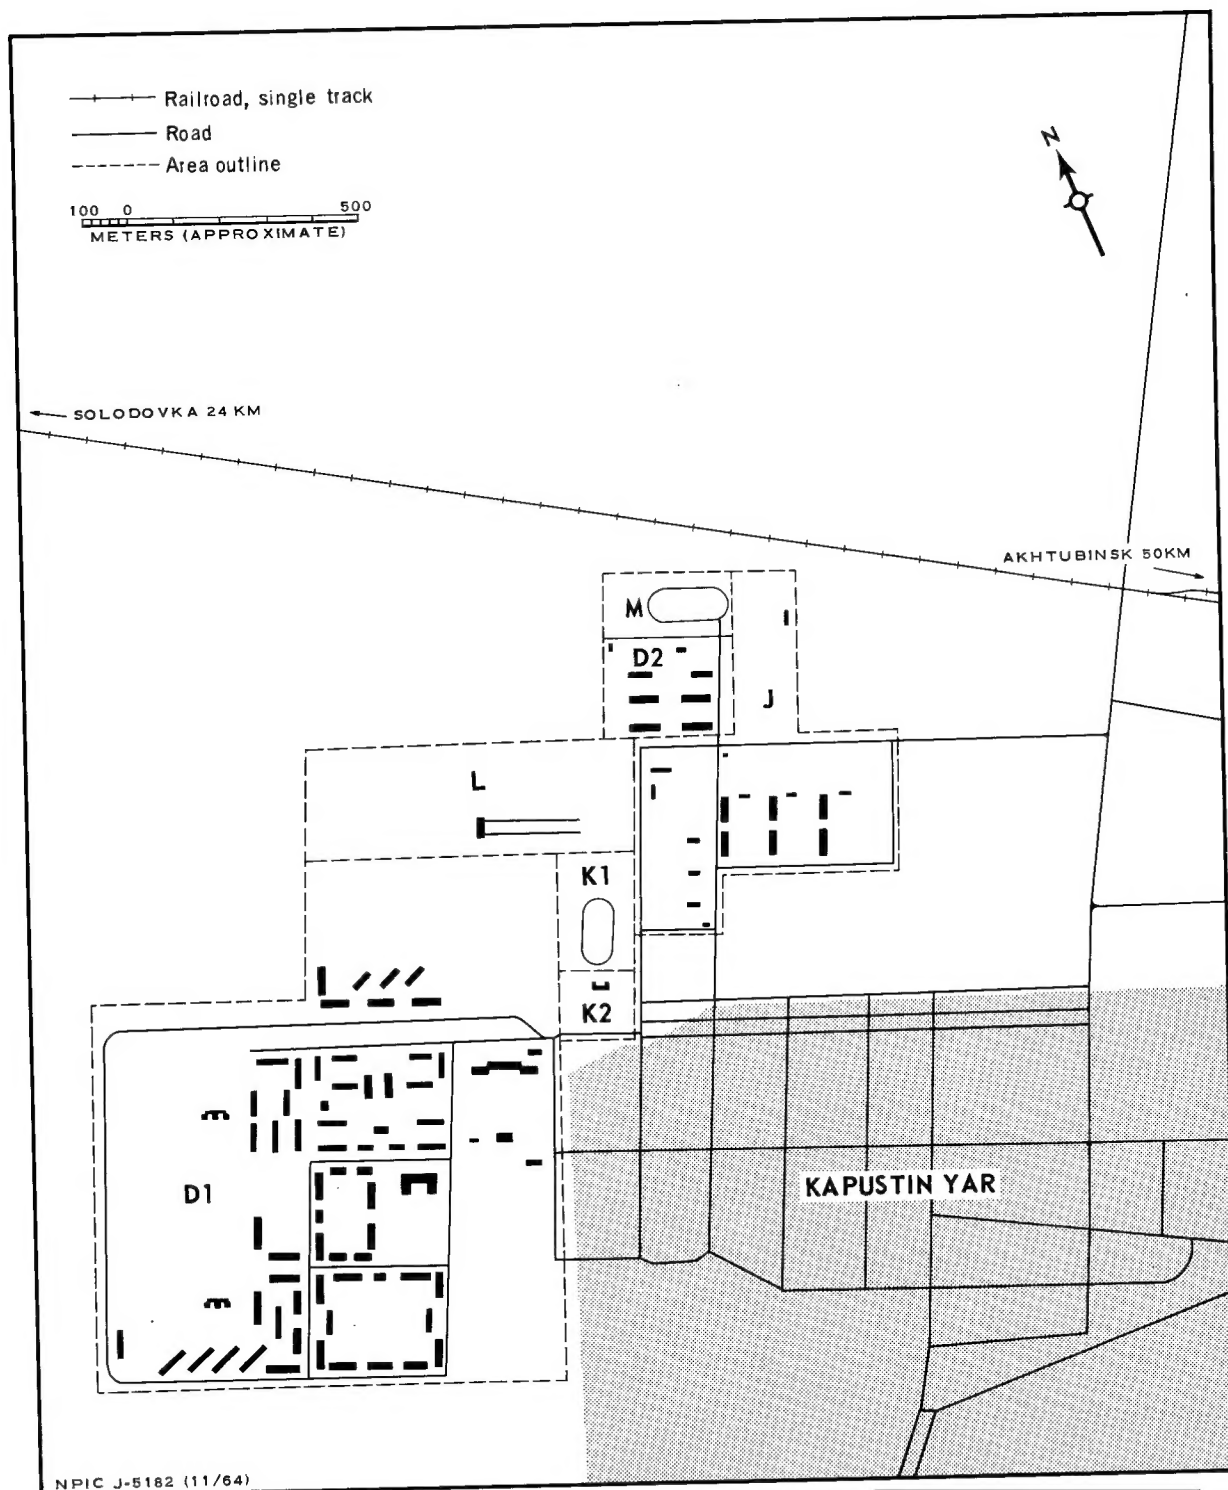 Railroad, single track
Road
Area outline
100 0 500
METERS (APPROXIMATE)
N
SOLODOVKA 24 KM
AKHTUBINSK 50KM
M
D2
J
L
K1
K2
D1
KAPUSTIN YAR
NPIC J-5182 (11/64)